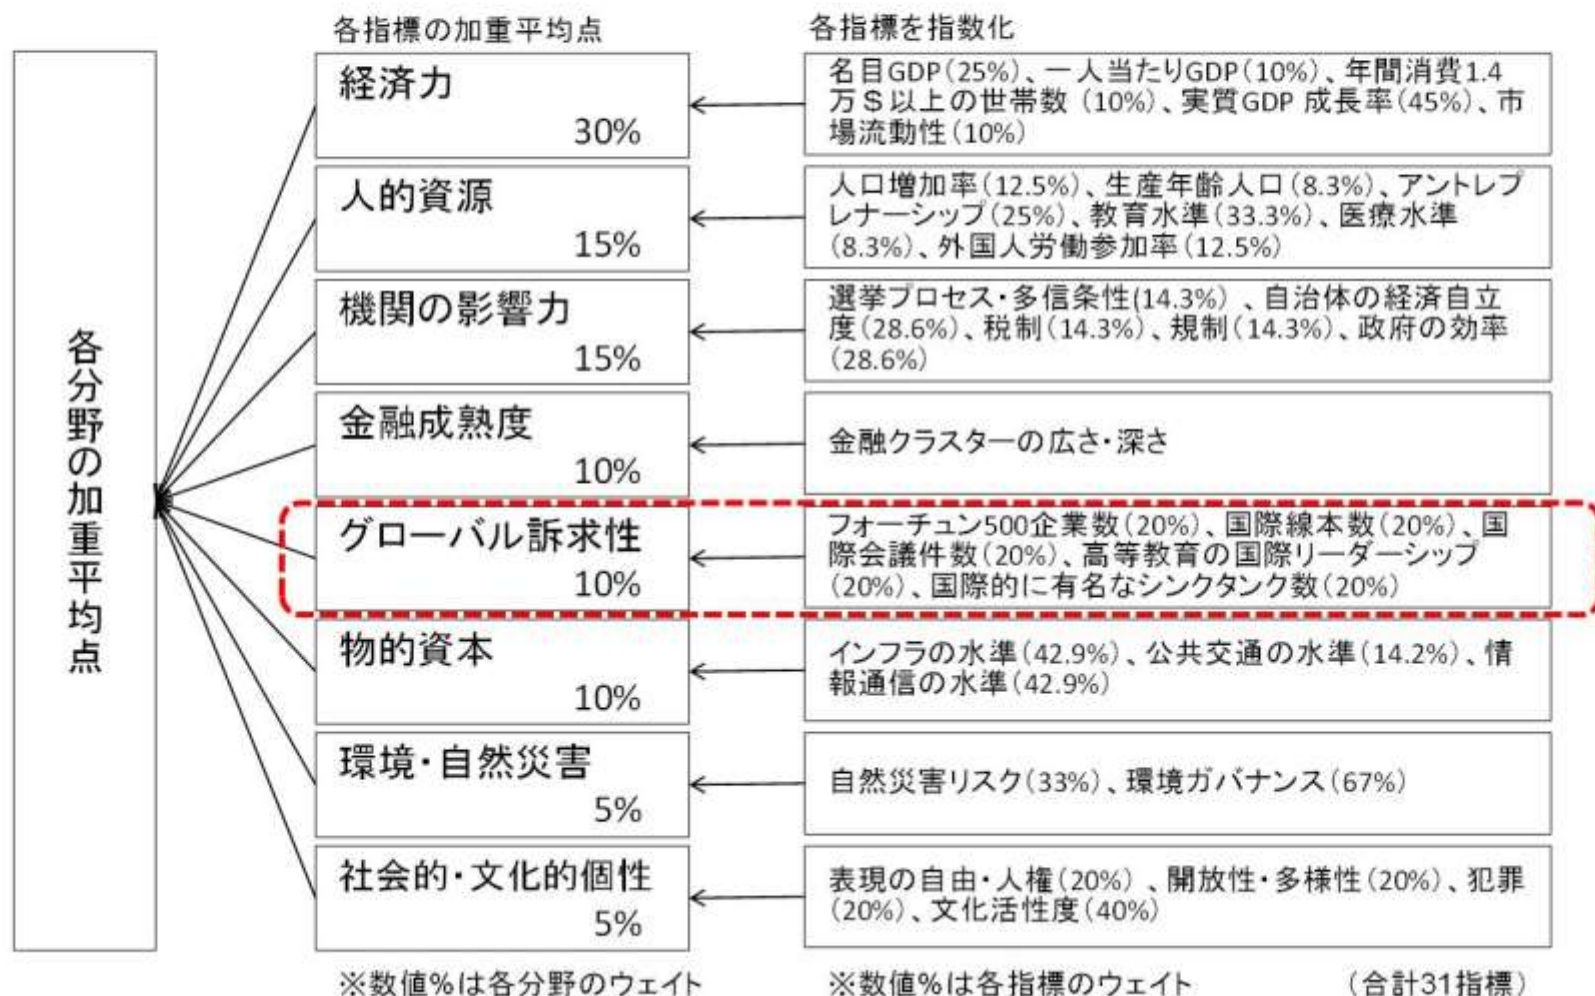 各指標の加重平均点
各指標を指数化
各分野の加重平均点
経済力
30%
名目GDP(25%)、一人当たりGDP(10%)、年間消費1.4
万S以上の世帯数 (10%)、実質GDP 成長率(45%)、市
場流動性(10%)
人的資源
15%
人口増加率(12.5%)、生産年齢人口(8.3%)、アントレプ
レナーシップ(25%)、教育水準(33.3%)、医療水準
(8.3%)、外国人労働参加率(12.5%)
機関の影響力
15%
選挙プロセス・多信条性(14.3%) 、自治体の経済自立
度(28.6%)、税制(14.3%)、規制(14.3%)、政府の効率
(28.6%)
金融成熟度
10%
金融クラスターの広さ・深さ
グローバル訴求性
10%
フォーチュン500企業数(20%)、国際線本数(20%)、国
際会議件数(20%)、高等教育の国際リーダーシップ
(20%)、国際的に有名なシンクタンク数(20%)
物的資本
10%
インフラの水準(42.9%)、公共交通の水準(14.2%)、情
報通信の水準(42.9%)
環境・自然災害
5%
自然災害リスク(33%)、環境ガバナンス(67%)
社会的・文化的個性
5%
表現の自由・人権(20%) 、開放性・多様性(20%)、犯罪
(20%)、文化活性度(40%)
※数値%は各分野のウェイト
※数値%は各指標のウェイト
(合計31指標)